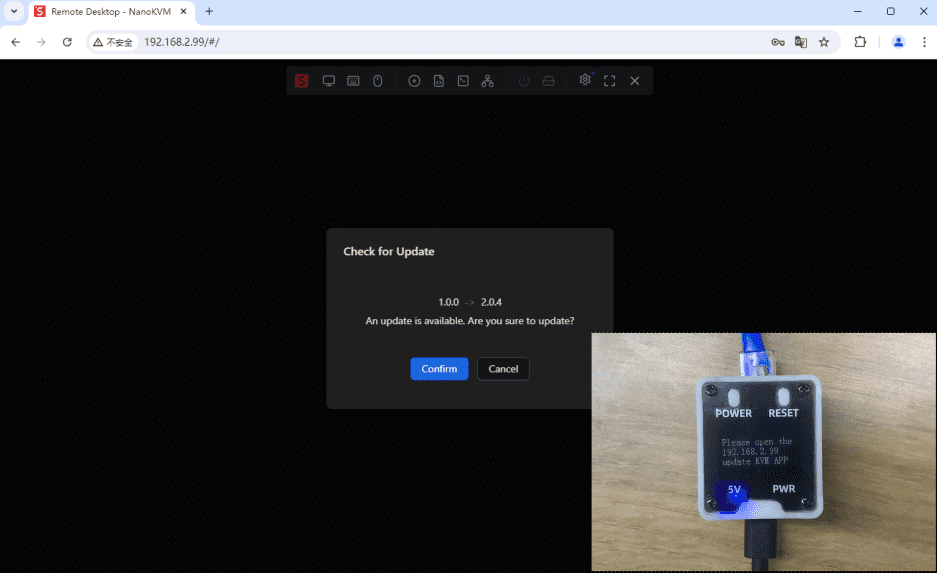 Remote Desktop - NanoKVM
不安全
192.168.2.99/#/
Check for Update
1.0.0 -> 2.0.4
An update is available. Are you sure to update?
Confirm
Cancel
POWER RESET
Please open the
192.168.2.99
update KVM APP
5V PWR